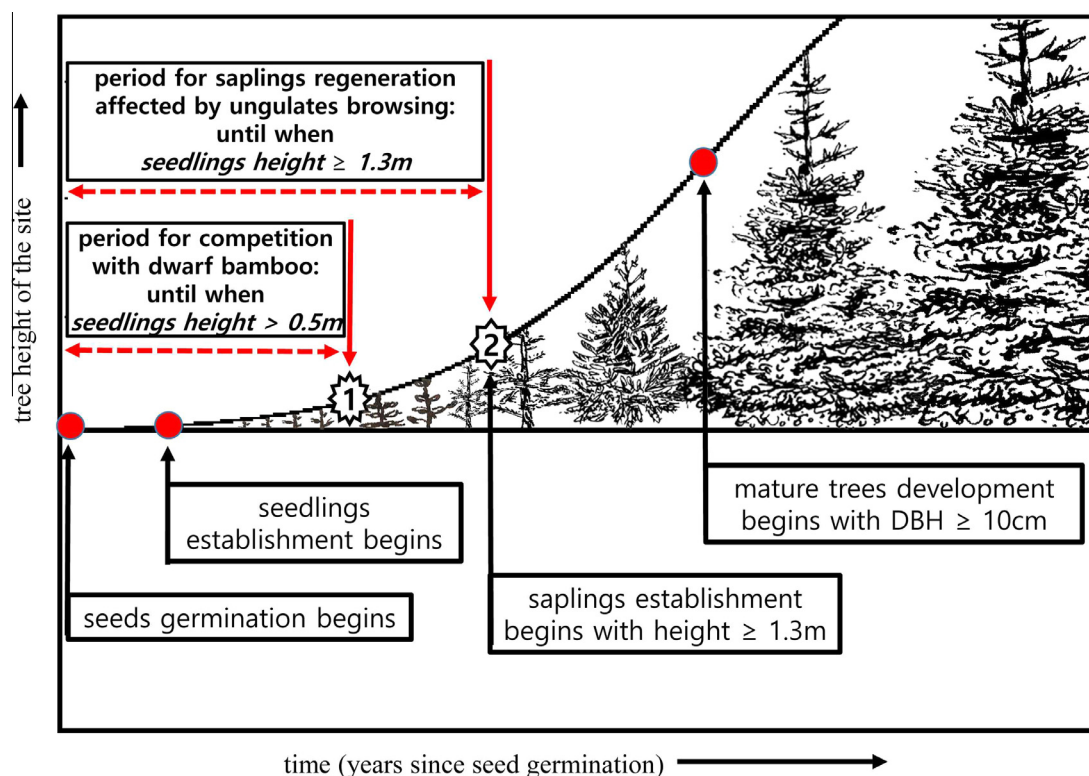 tree height of the site
period for saplings regeneration
affected by ungulates browsing:
until when
seedlings height ≥ 1.3m
period for competition
with dwarf bamboo:
until when
seedlings height > 0.5m
1
2
seedlings
establishment begins
seeds germination begins
mature trees development
begins with DBH ≥ 10cm
saplings establishment
begins with height ≥ 1.3m
time (years since seed germination)